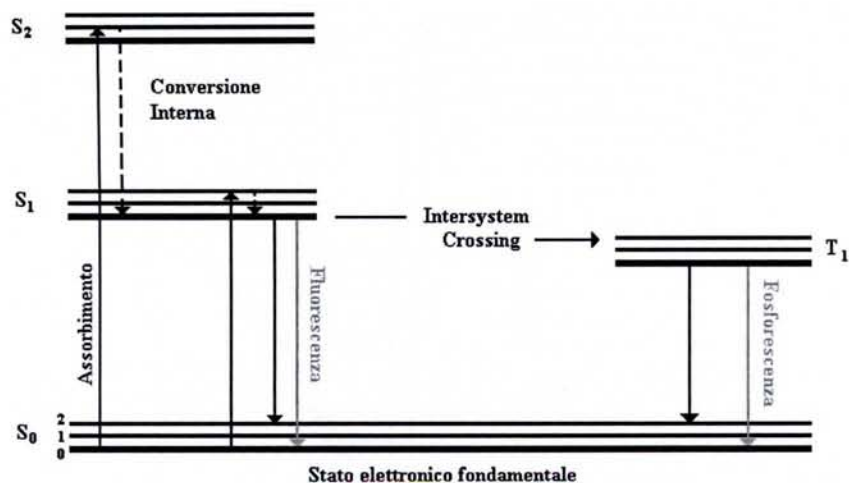 S2
Conversione
Interna
S1
Intersystem
Crossing
T1
Assorbimento
Fluorescenza
Fosforescenza
S0
2
1
0
Stato elettronico fondamentale